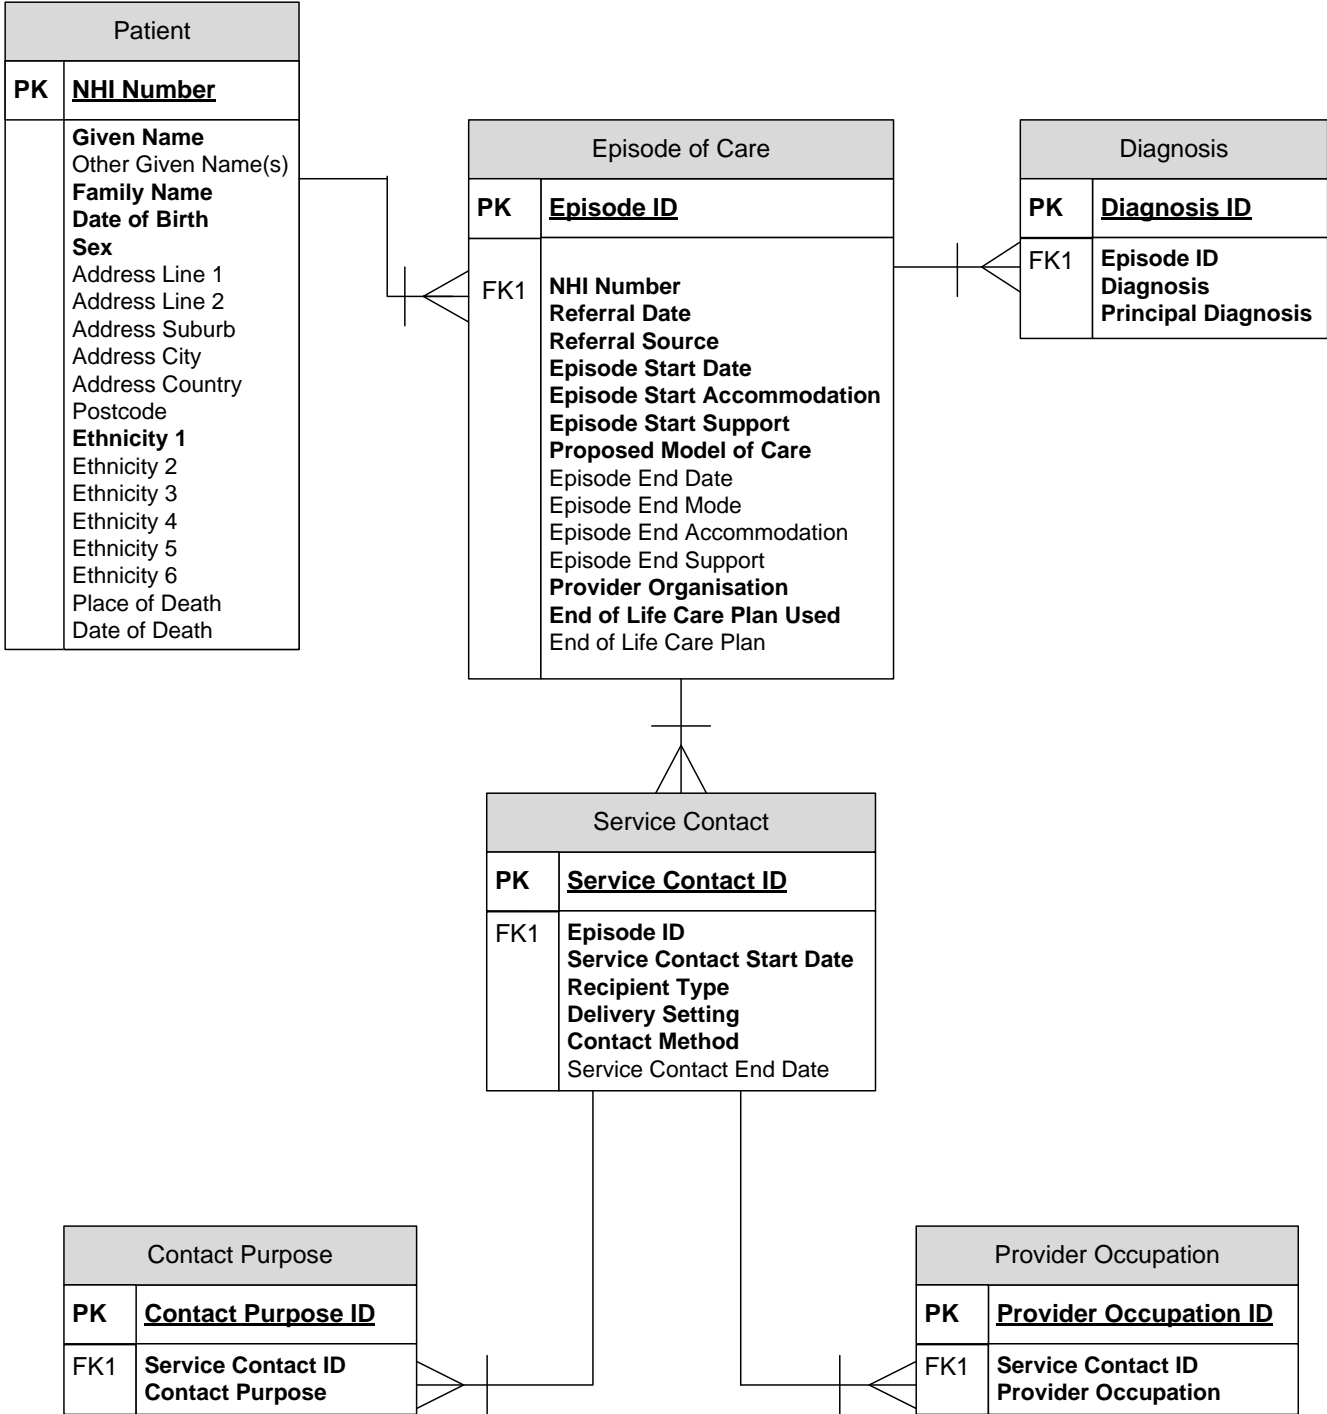 Patient
PK NHI Number
Given Name
Other Given Name(s)
Family Name
Date of Birth
Sex
Address Line 1
Address Line 2
Address Suburb
Address City
Address Country
Postcode
Ethnicity 1
Ethnicity 2
Ethnicity 3
Ethnicity 4
Ethnicity 5
Ethnicity 6
Place of Death
Date of Death
Episode of Care
PK Episode ID
FK1 NHI Number
Referral Date
Referral Source
Episode Start Date
Episode Start Accommodation
Episode Start Support
Proposed Model of Care
Episode End Date
Episode End Mode
Episode End Accommodation
Episode End Support
Provider Organisation
End of Life Care Plan Used
End of Life Care Plan
Diagnosis
PK Diagnosis ID
FK1 Episode ID
Diagnosis
Principal Diagnosis
Service Contact
PK Service Contact ID
FK1 Episode ID
Service Contact Start Date
Recipient Type
Delivery Setting
Contact Method
Service Contact End Date
Contact Purpose
PK Contact Purpose ID
FK1 Service Contact ID
Contact Purpose
Provider Occupation
PK Provider Occupation ID
FK1 Service Contact ID
Provider Occupation